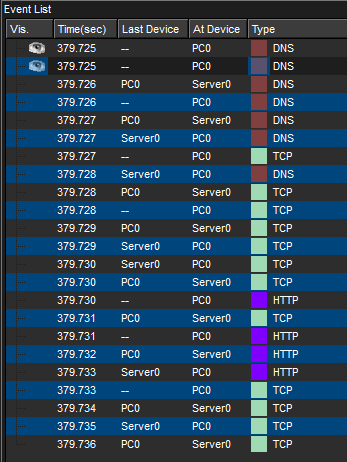 Event List
Vis. Time(sec) Last Device At Device Type
379.725 -- PC0 DNS
379.725 -- PC0 DNS
379.726 PC0 Server0 DNS
379.726 -- PC0 DNS
379.727 PC0 Server0 DNS
379.727 Server0 PC0 DNS
379.727 -- PC0 TCP
379.728 Server0 PC0 DNS
379.728 PC0 Server0 TCP
379.728 -- PC0 TCP
379.729 PC0 Server0 TCP
379.729 Server0 PC0 TCP
379.730 Server0 PC0 TCP
379.730 PC0 Server0 TCP
379.730 -- PC0 HTTP
379.731 PC0 Server0 TCP
379.731 -- PC0 HTTP
379.732 PC0 Server0 HTTP
379.733 Server0 PC0 HTTP
379.733 -- PC0 TCP
379.734 PC0 Server0 TCP
379.735 Server0 PC0 TCP
379.736 PC0 Server0 TCP